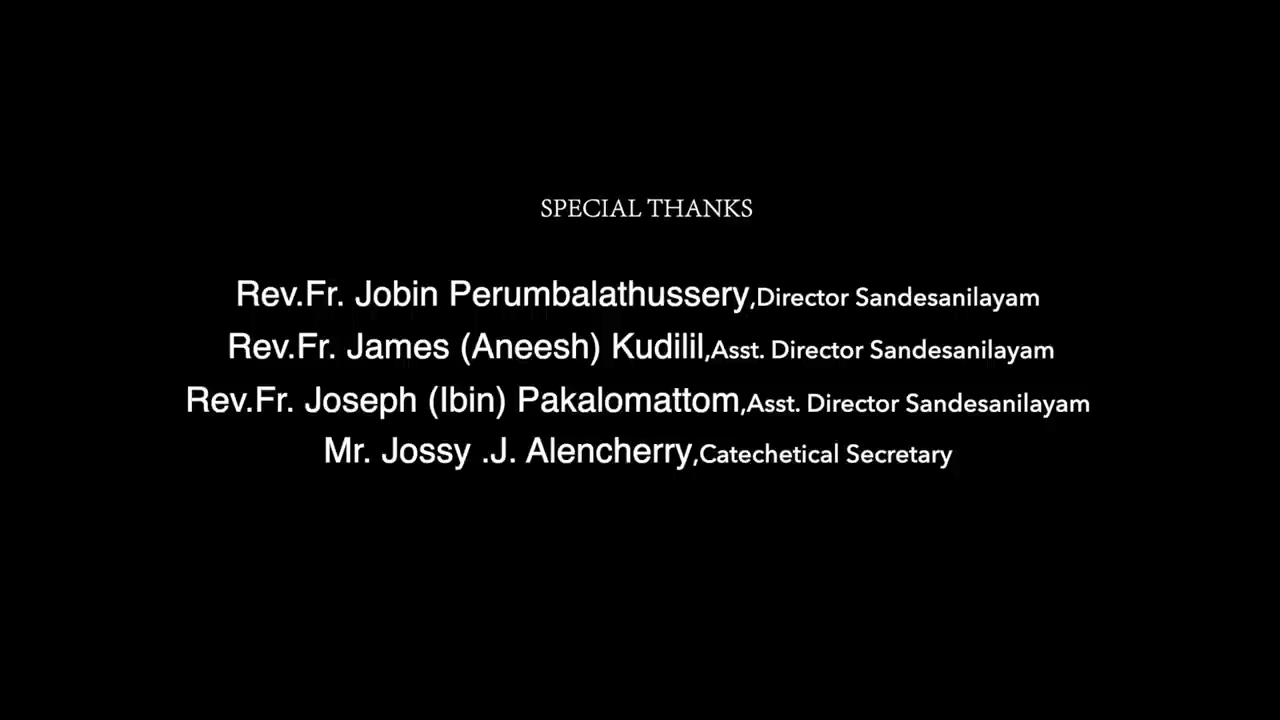 SPECIAL THANKS
Rev.Fr. Jobin Perumbalathussery,Director Sandesanilayam
Rev.Fr. James (Aneesh) Kudilil,Asst. Director Sandesanilayam
Rev.Fr. Joseph (Ibin) Pakalomattom,Asst. Director Sandesanilayam
Mr. Jossy .J. Alencherry,Catechetical Secretary